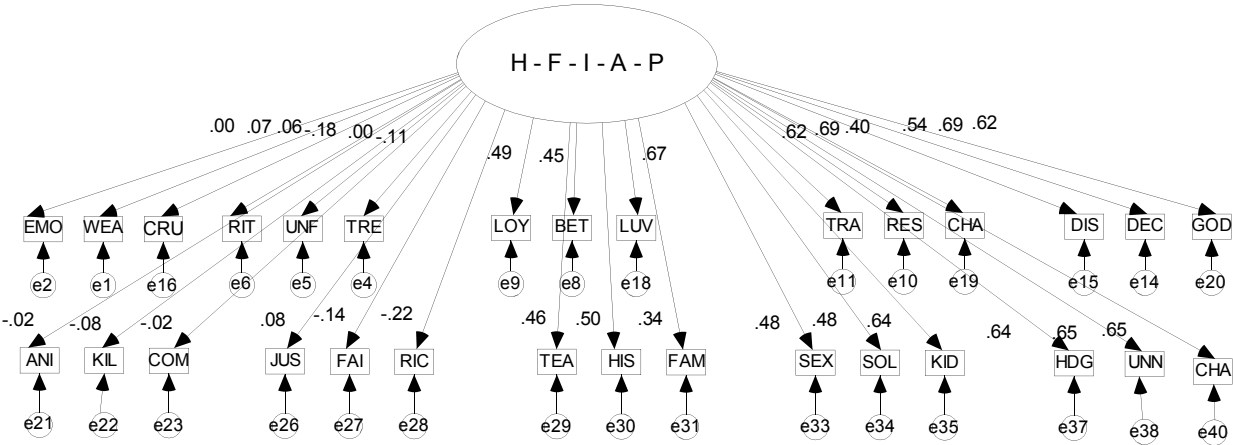 H - F - I - A - P
.00 .07 .06 -.18 .00 -.11 .49 .45 .67 .62 .69 .40 .54 .69 .62
EMO WEA CRU RIT UNF TRE LOY BET LUV TRA RES CHA DIS DEC GOD
e2 e1 e16 e6 e5 e4 e9 e8 e18 e11 e10 e19 e15 e14 e20
-.02 -.08 -.02 .08 -.14 -.22 .46 .50 .34 .48 .48 .64 .64 .65 .65
ANI KIL COM JUS FAI RIC TEA HIS FAM SEX SOL KID HDG UNN CHA
e21 e22 e23 e26 e27 e28 e29 e30 e31 e33 e34 e35 e37 e38 e40